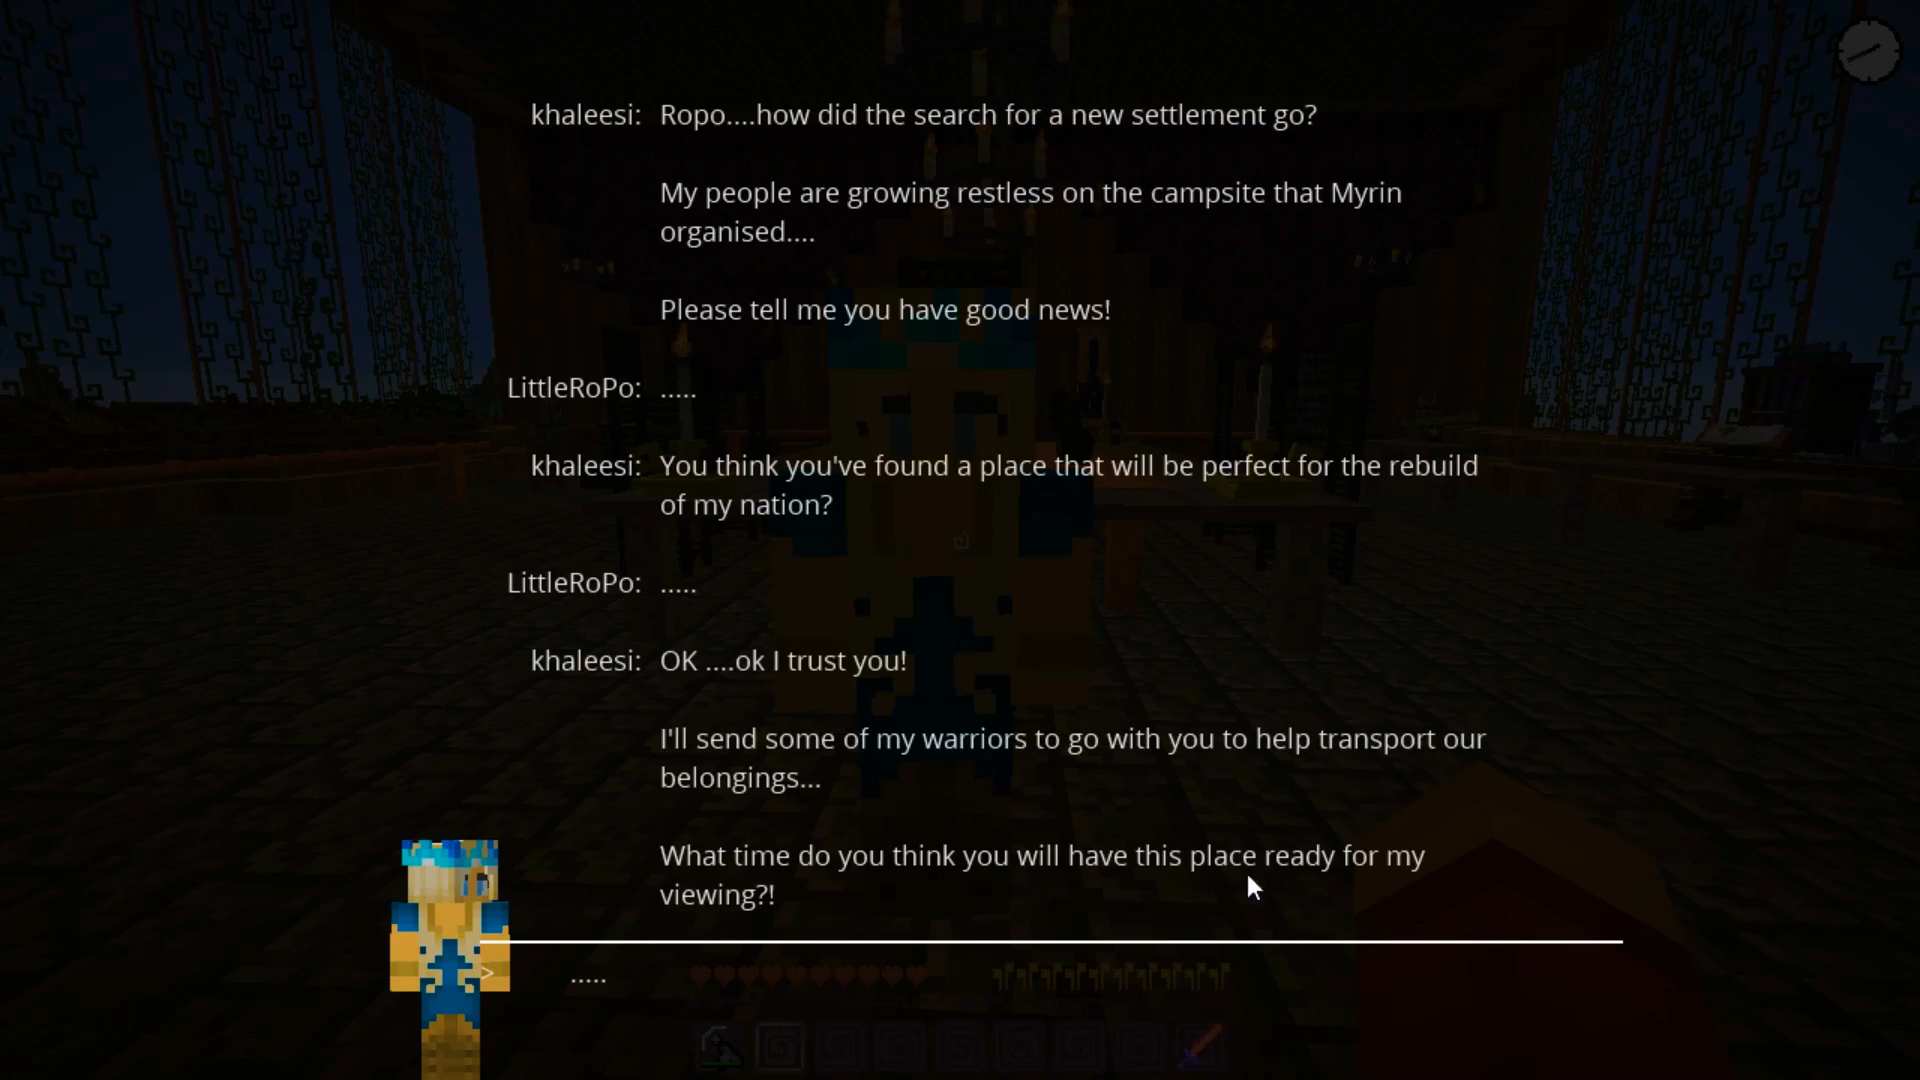 khaleesi: Ropo....how did the search for a new settlement go?
My people are growing restless on the campsite that Myrin
organised....
Please tell me you have good news!
LittleRoPo: .....
khaleesi: You think you've found a place that will be perfect for the rebuild
of my nation?
LittleRoPo: .....
khaleesi: OK ....ok I trust you!
I'll send some of my warriors to go with you to help transport our
belongings...
What time do you think you will have this place ready for my
viewing?!
> .....